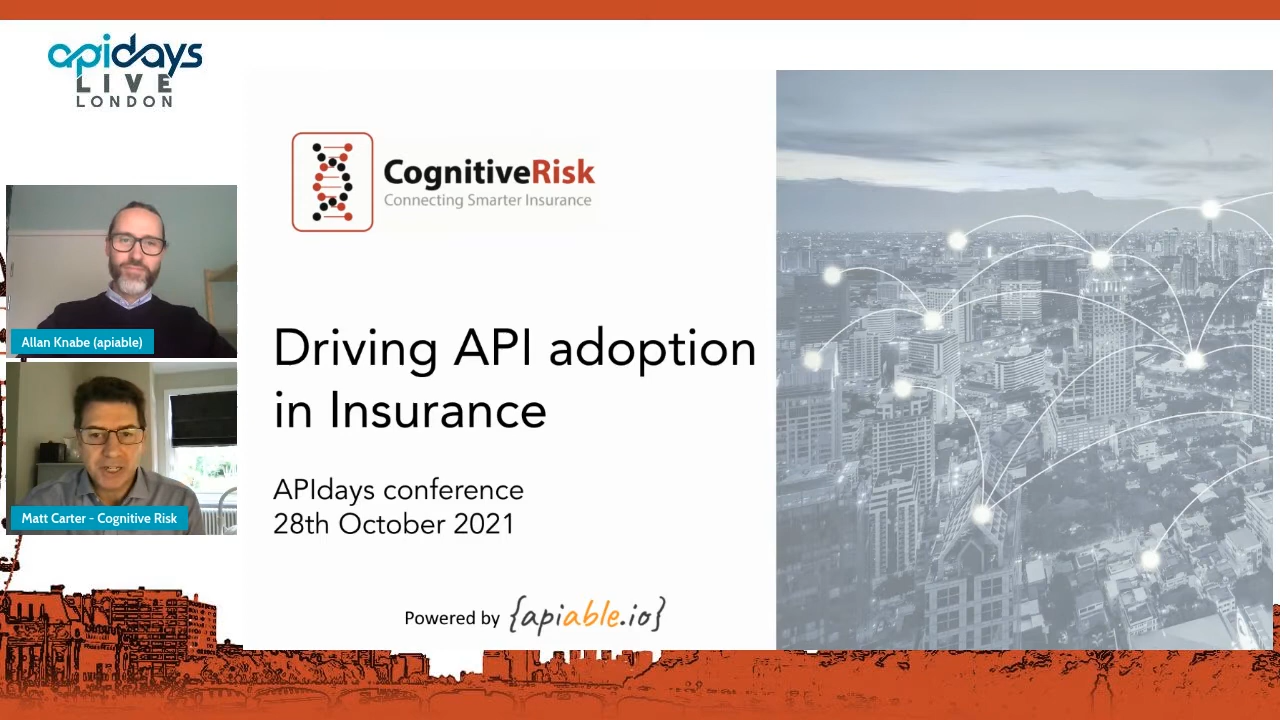 apidays
LIVE
LONDON
Allan Knabe (apiable)
Matt Carter - Cognitive Risk
CognitiveRisk
Connecting Smarter Insurance
Driving API adoption
in Insurance
APIdays conference
28th October 2021
Powered by {apiable.io}